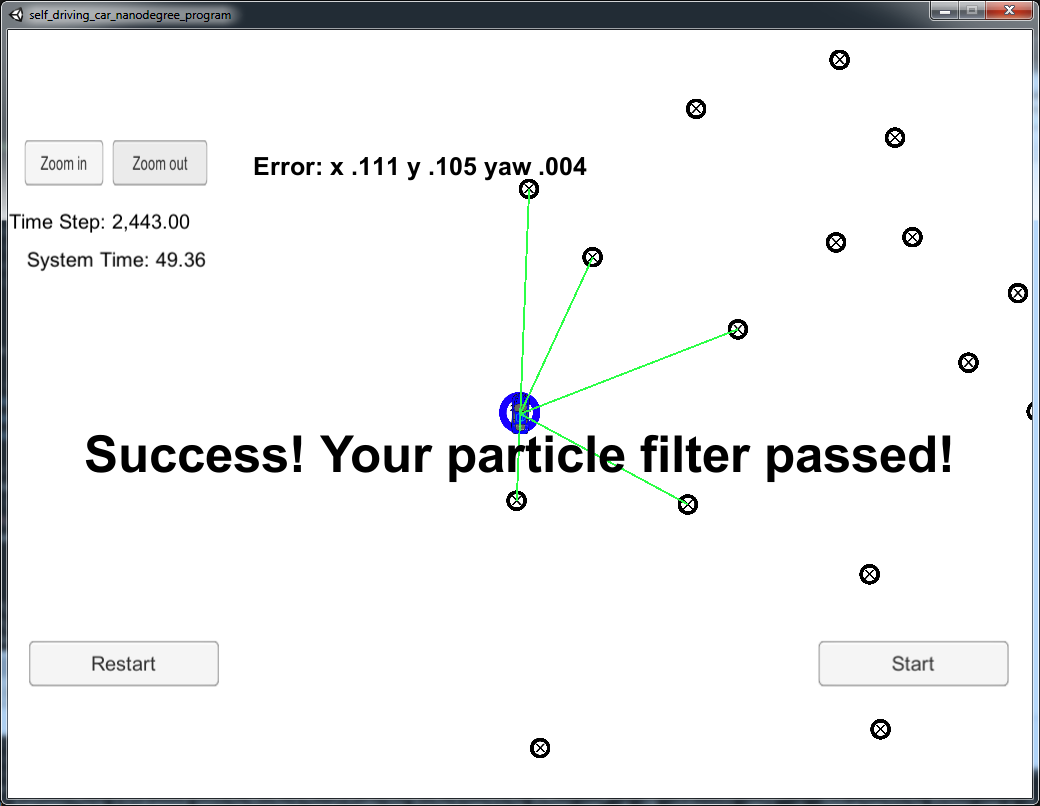 self_driving_car_nanodegree_program
Zoom in
Zoom out
Error: x .111 y .105 yaw .004
Time Step: 2,443.00
System Time: 49.36
Success! Your particle filter passed!
Restart
Start